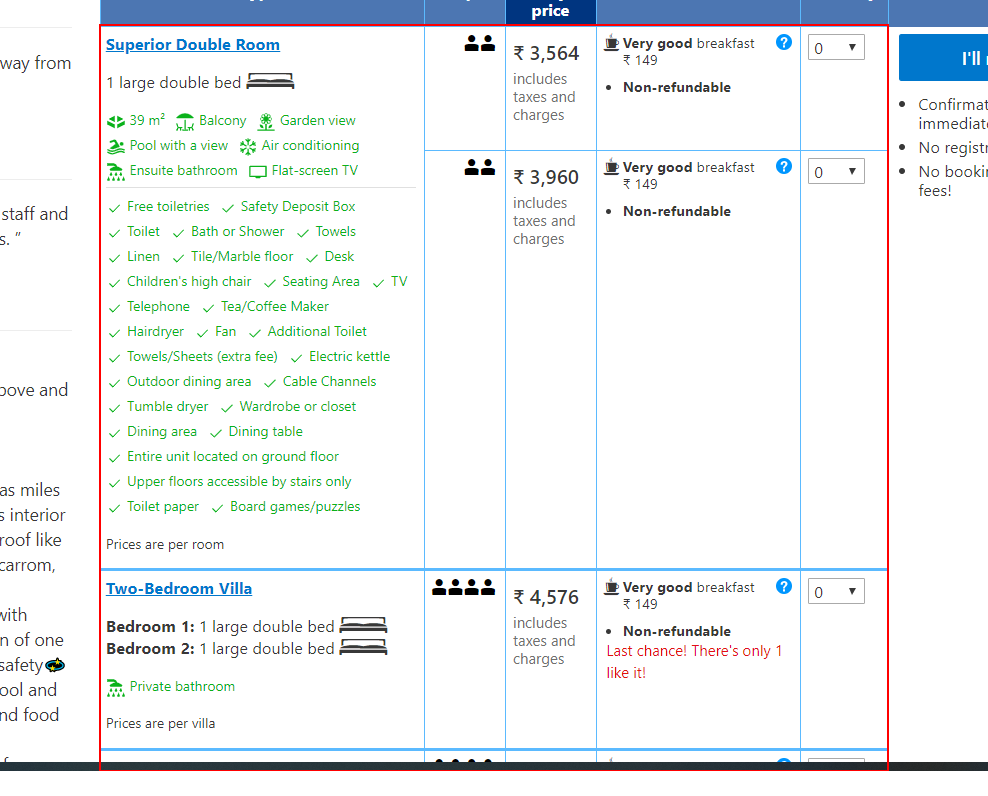 price
way from
staff and
s. ”
bove and
as miles
s interior
roof like
carrom,
with
n of one
safety
ool and
nd food
Superior Double Room
1 large double bed
39 m² Balcony Garden view
Pool with a view Air conditioning
Ensuite bathroom Flat-screen TV
Free toiletries Safety Deposit Box
Toilet Bath or Shower Towels
Linen Tile/Marble floor Desk
Children's high chair Seating Area TV
Telephone Tea/Coffee Maker
Hairdryer Fan Additional Toilet
Towels/Sheets (extra fee) Electric kettle
Outdoor dining area Cable Channels
Tumble dryer Wardrobe or closet
Dining area Dining table
Entire unit located on ground floor
Upper floors accessible by stairs only
Toilet paper Board games/puzzles
Prices are per room
₹ 3,564
includes
taxes and
charges
Very good breakfast ?
₹ 149
• Non-refundable
0
₹ 3,960
includes
taxes and
charges
Very good breakfast ?
₹ 149
• Non-refundable
0
Two-Bedroom Villa
Bedroom 1: 1 large double bed
Bedroom 2: 1 large double bed
Private bathroom
Prices are per villa
₹ 4,576
includes
taxes and
charges
Very good breakfast ?
₹ 149
• Non-refundable
Last chance! There's only 1
like it!
0
I'll
• Confirmat
immediat
• No registr
• No bookin
fees!